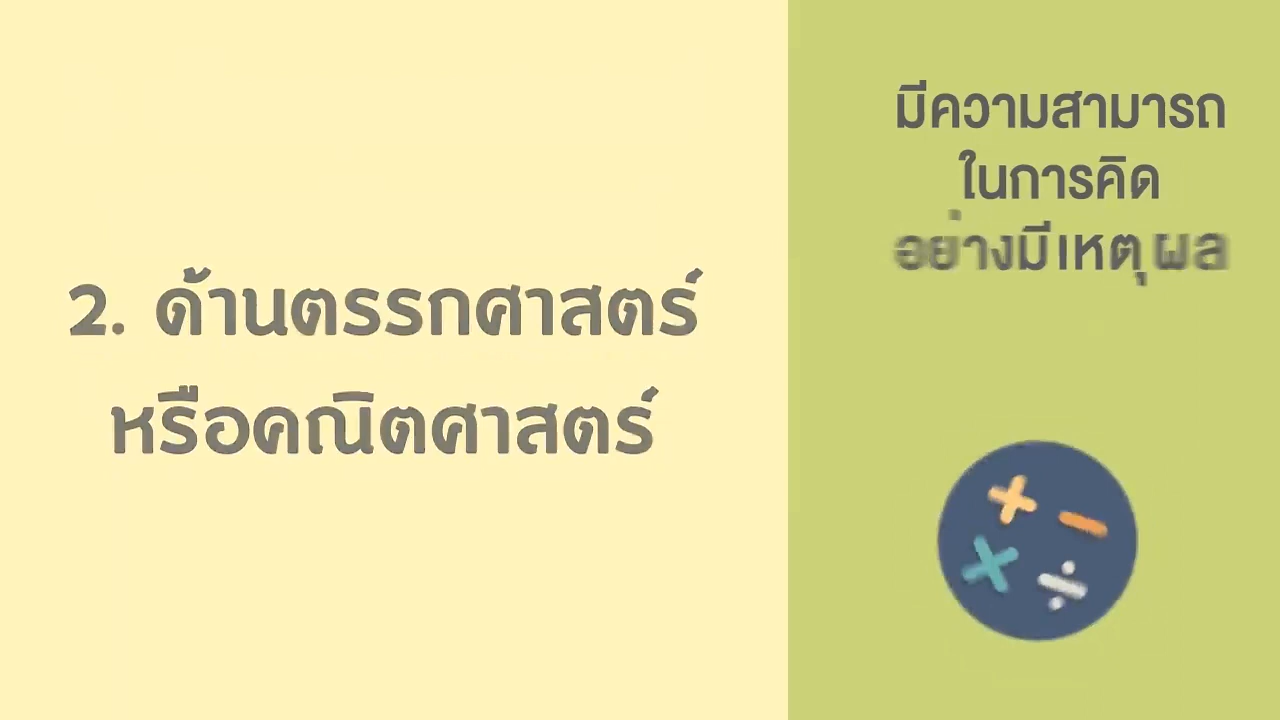 2. ด้านตรรกศาสตร์
หรือคณิตศาสตร์
มีความสามารถ
ในการคิด
อย่างมีเหตุผล